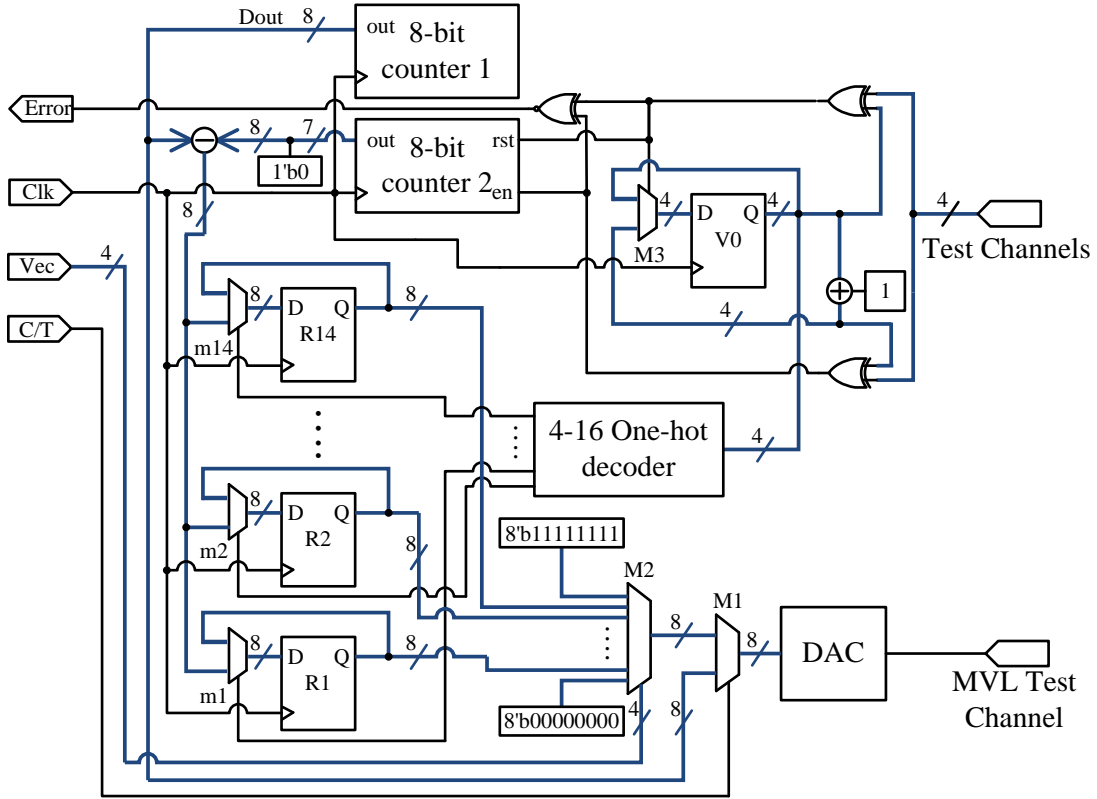 Dout
8
out
8-bit
counter 1
Error
8
7
out
rst
8-bit
counter 2
en
1'b0
Clk
8
Vec
4
C/T
M3
4
D
Q
V0
4
4
Test Channels
1
4
8
D
Q
R14
8
m14
4-16 One-hot
decoder
4
8
D
Q
R2
8
m2
8'b11111111
M2
M1
8
D
Q
R1
8
m1
8
8
DAC
MVL Test
Channel
8'b00000000
4
8